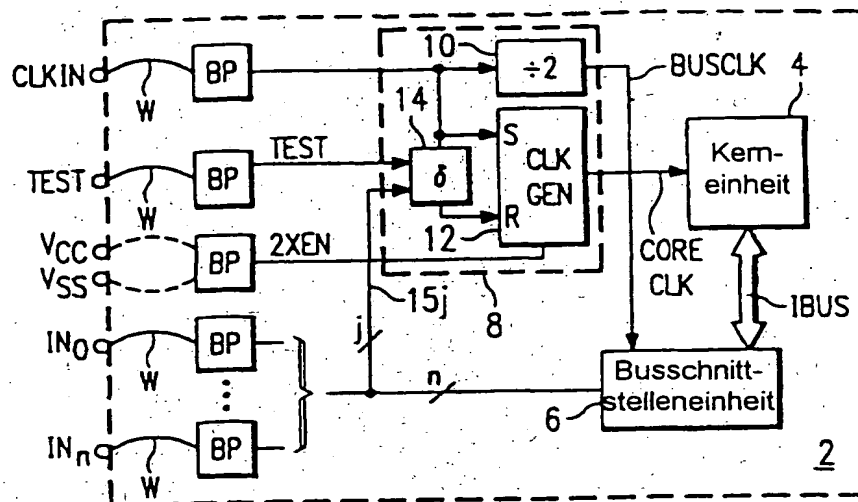 CLKIN
W
BP
10
÷2
BUSCLK
4
14
TEST
W
BP
TEST
δ
S
R
CLK
GEN
12
Kern-
einheit
CORE
CLK
VCC
VSS
BP
2XEN
15j
8
IBUS
IN0
W
BP
j
n
Busschnitt-
stelleneinheit
6
INn
W
BP
2